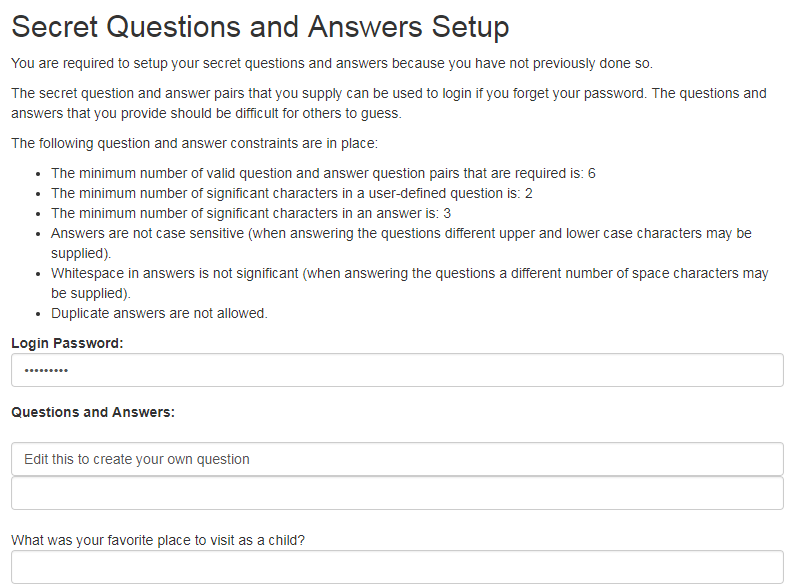 Secret Questions and Answers Setup
You are required to setup your secret questions and answers because you have not previously done so.
The secret question and answer pairs that you supply can be used to login if you forget your password. The questions and
answers that you provide should be difficult for others to guess.
The following question and answer constraints are in place:
• The minimum number of valid question and answer question pairs that are required is: 6
• The minimum number of significant characters in a user-defined question is: 2
• The minimum number of significant characters in an answer is: 3
• Answers are not case sensitive (when answering the questions different upper and lower case characters may be
supplied).
• Whitespace in answers is not significant (when answering the questions a different number of space characters may
be supplied).
• Duplicate answers are not allowed.
Login Password:
•••••••••
Questions and Answers:
Edit this to create your own question
What was your favorite place to visit as a child?